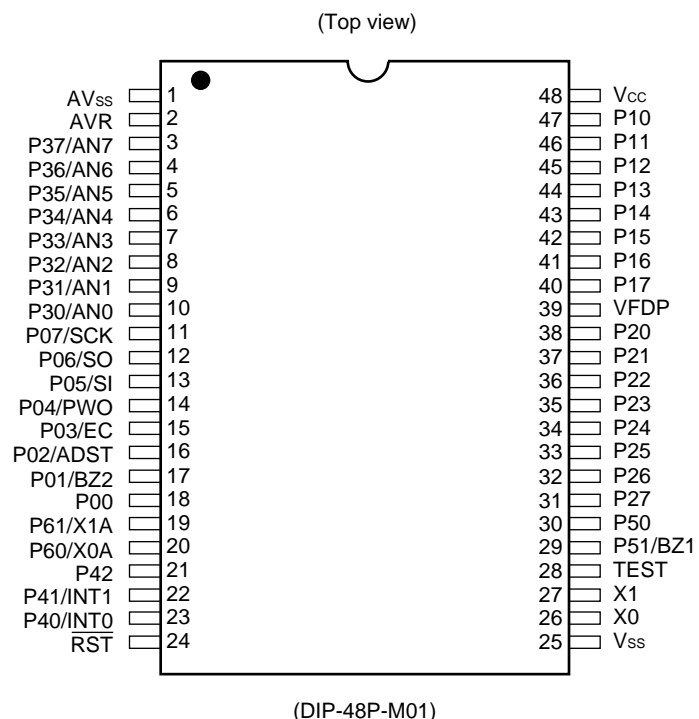 (Top view)
AVss 1
AVR 2
P37/AN7 3
P36/AN6 4
P35/AN5 5
P34/AN4 6
P33/AN3 7
P32/AN2 8
P31/AN1 9
P30/AN0 10
P07/SCK 11
P06/SO 12
P05/SI 13
P04/PWO 14
P03/EC 15
P02/ADST 16
P01/BZ2 17
P00 18
P61/X1A 19
P60/X0A 20
P42 21
P41/INT1 22
P40/INT0 23
RST 24
48 Vcc
47 P10
46 P11
45 P12
44 P13
43 P14
42 P15
41 P16
40 P17
39 VFDP
38 P20
37 P21
36 P22
35 P23
34 P24
33 P25
32 P26
31 P27
30 P50
29 P51/BZ1
28 TEST
27 X1
26 X0
25 Vss
(DIP-48P-M01)